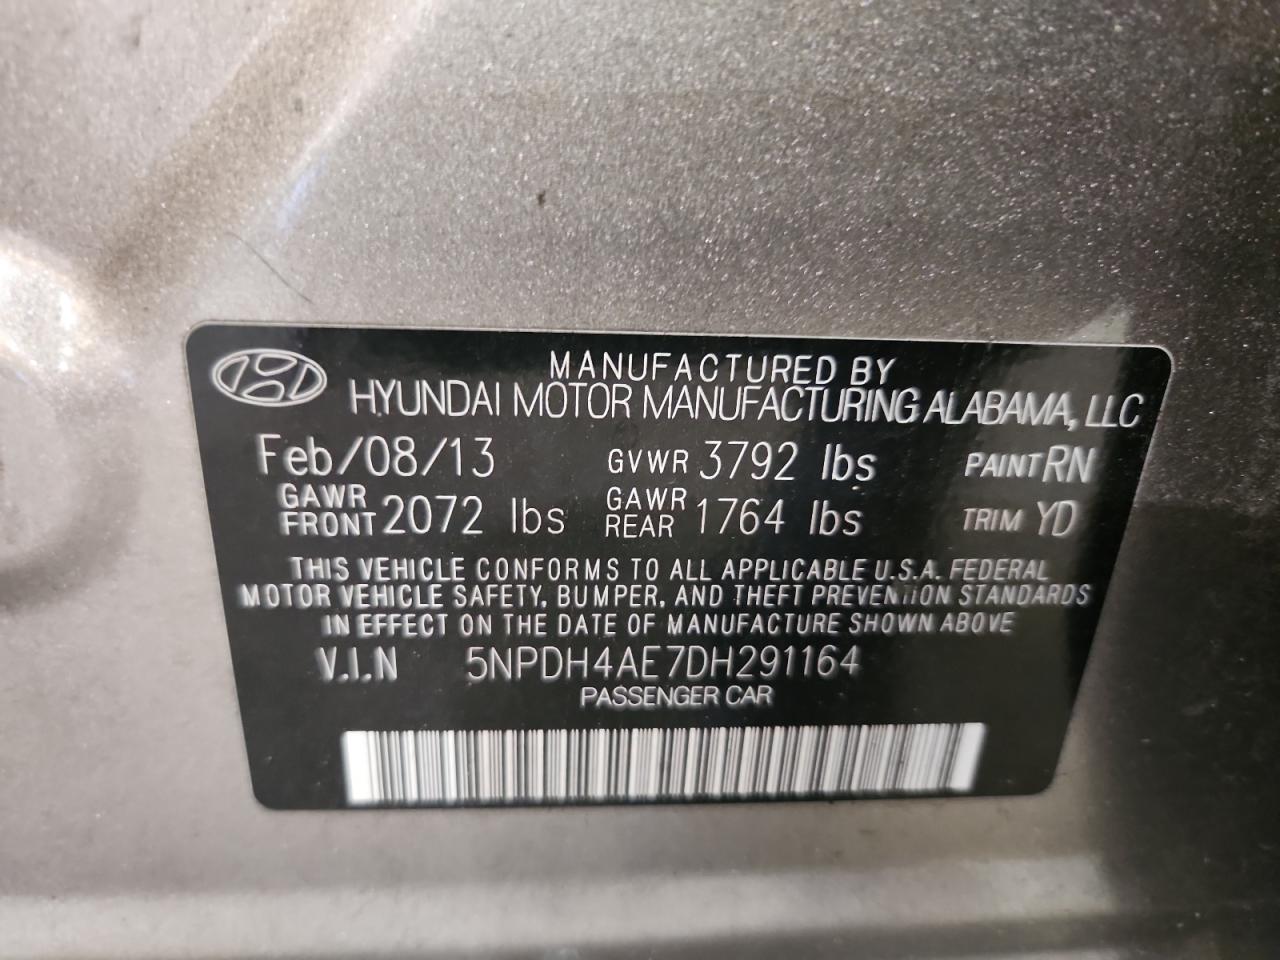 MANUFACTURED BY
HYUNDAI MOTOR MANUFACTURING ALABAMA, LLC
Feb/08/13 GVWR 3792 lbs PAINT RN
GAWR FRONT 2072 lbs GAWR REAR 1764 lbs TRIM YD
THIS VEHICLE CONFORMS TO ALL APPLICABLE U.S.A. FEDERAL
MOTOR VEHICLE SAFETY, BUMPER, AND THEFT PREVENTION STANDARDS
IN EFFECT ON THE DATE OF MANUFACTURE SHOWN ABOVE
V.I.N 5NPDH4AE7DH291164
PASSENGER CAR